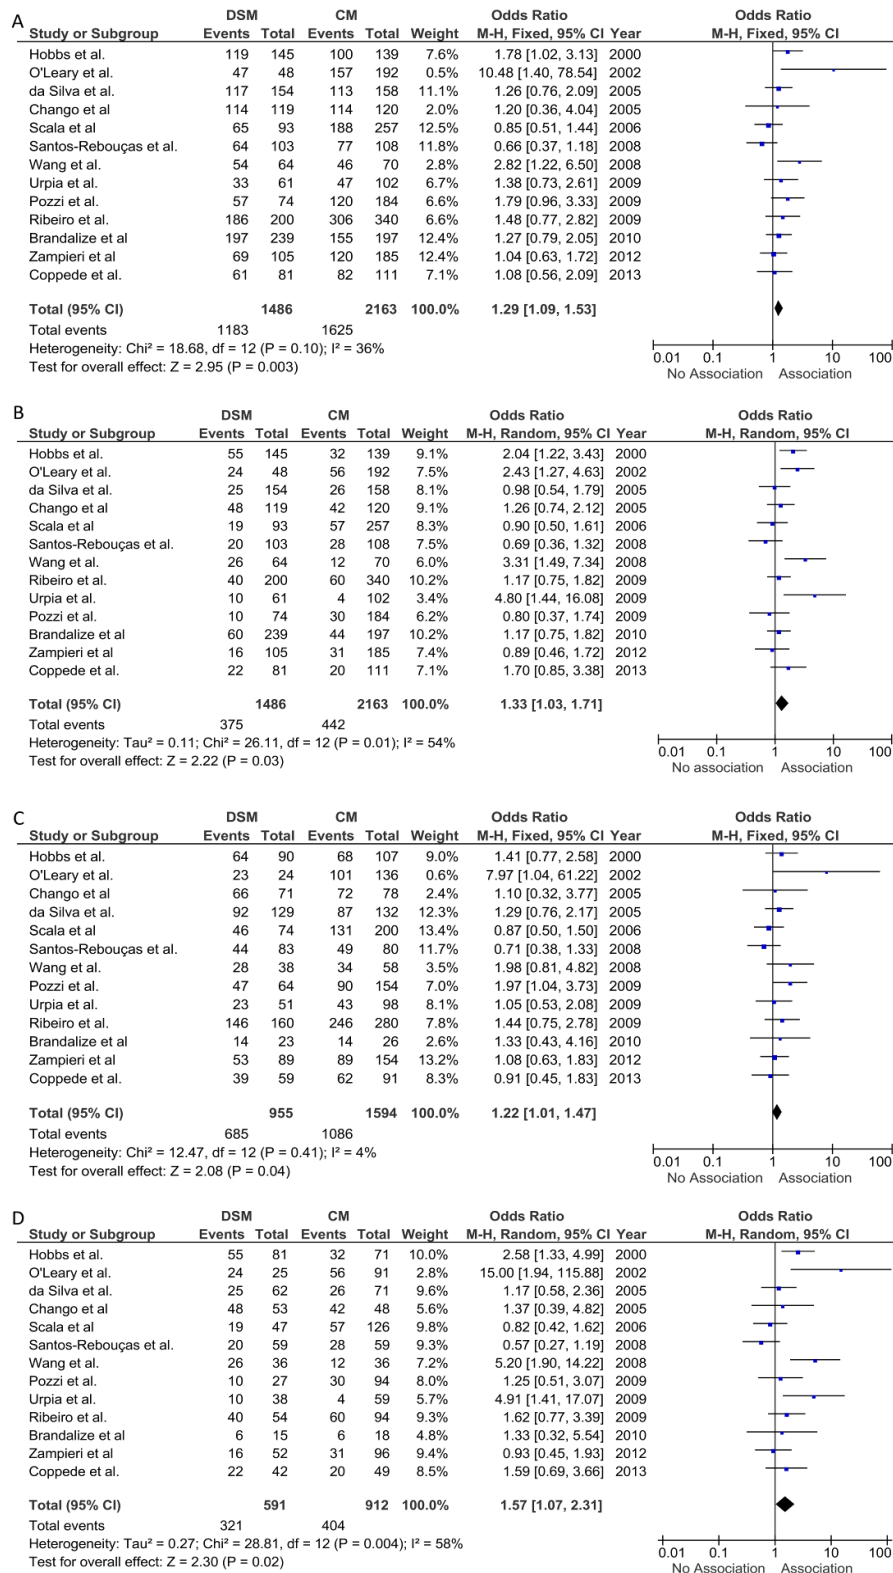 A
DSM CM Odds Ratio Odds Ratio
Study or Subgroup Events Total Events Total Weight M-H, Fixed, 95% CI Year M-H, Fixed, 95% CI
Hobbs et al. 119 145 100 139 7.6% 1.78 [1.02, 3.13] 2000
O'Leary et al. 47 48 157 192 0.5% 10.48 [1.40, 78.54] 2002
da Silva et al. 117 154 113 158 11.1% 1.26 [0.76, 2.09] 2005
Chango et al 114 119 114 120 2.0% 1.20 [0.36, 4.04] 2005
Scala et al 65 93 188 257 12.5% 0.85 [0.51, 1.44] 2006
Santos-Rebouças et al. 64 103 77 108 11.8% 0.66 [0.37, 1.18] 2008
Wang et al. 54 64 46 70 2.8% 2.82 [1.22, 6.50] 2008
Urpia et al. 33 61 47 102 6.7% 1.38 [0.73, 2.61] 2009
Pozzi et al. 57 74 120 184 6.6% 1.79 [0.96, 3.33] 2009
Ribeiro et al. 186 200 306 340 6.6% 1.48 [0.77, 2.82] 2009
Brandalize et al 197 239 155 197 12.4% 1.27 [0.79, 2.05] 2010
Zampieri et al 69 105 120 185 12.4% 1.04 [0.63, 1.72] 2012
Coppede et al. 61 81 82 111 7.1% 1.08 [0.56, 2.09] 2013
Total (95% CI) 1486 2163 100.0% 1.29 [1.09, 1.53]
Total events 1183 1625
Heterogeneity: Chi² = 18.68, df = 12 (P = 0.10); I² = 36%
Test for overall effect: Z = 2.95 (P = 0.003)
0.01 0.1 1 10 100
No Association Association
B
DSM CM Odds Ratio Odds Ratio
Study or Subgroup Events Total Events Total Weight M-H, Random, 95% CI Year M-H, Random, 95% CI
Hobbs et al. 55 145 32 139 9.1% 2.04 [1.22, 3.43] 2000
O'Leary et al. 24 48 56 192 7.5% 2.43 [1.27, 4.63] 2002
da Silva et al. 25 154 26 158 8.1% 0.98 [0.54, 1.79] 2005
Chango et al 48 119 42 120 8.9% 1.26 [0.74, 2.12] 2005
Scala et al 19 93 57 257 8.3% 0.90 [0.50, 1.61] 2006
Santos-Rebouças et al. 20 103 28 108 7.5% 0.69 [0.36, 1.32] 2008
Wang et al. 26 64 12 70 6.0% 3.31 [1.49, 7.34] 2008
Ribeiro et al. 40 200 60 340 10.2% 1.17 [0.75, 1.82] 2009
Urpia et al. 10 61 4 102 3.4% 4.80 [1.44, 16.08] 2009
Pozzi et al. 10 74 30 184 6.2% 0.80 [0.37, 1.74] 2009
Brandalize et al 60 239 44 197 10.2% 1.17 [0.75, 1.82] 2010
Zampieri et al 16 105 31 185 7.4% 0.89 [0.46, 1.72] 2012
Coppede et al. 22 81 20 111 7.1% 1.70 [0.85, 3.38] 2013
Total (95% CI) 1486 2163 100.0% 1.33 [1.03, 1.71]
Total events 375 442
Heterogeneity: Tau² = 0.11; Chi² = 26.11, df = 12 (P = 0.01); I² = 54%
Test for overall effect: Z = 2.22 (P = 0.03)
0.01 0.1 1 10 100
No association Association
C
DSM CM Odds Ratio Odds Ratio
Study or Subgroup Events Total Events Total Weight M-H, Fixed, 95% CI Year M-H, Fixed, 95% CI
Hobbs et al. 64 90 68 107 9.0% 1.41 [0.77, 2.58] 2000
O'Leary et al. 23 24 101 136 0.6% 7.97 [1.04, 61.22] 2002
Chango et al 66 71 72 78 2.4% 1.10 [0.32, 3.77] 2005
da Silva et al. 92 129 87 132 12.3% 1.29 [0.76, 2.17] 2005
Scala et al 46 74 131 200 13.4% 0.87 [0.50, 1.50] 2006
Santos-Rebouças et al. 44 83 49 80 11.7% 0.71 [0.38, 1.33] 2008
Wang et al. 28 38 34 58 3.5% 1.98 [0.81, 4.82] 2008
Pozzi et al. 47 64 90 154 7.0% 1.97 [1.04, 3.73] 2009
Urpia et al. 23 51 43 98 8.1% 1.05 [0.53, 2.08] 2009
Ribeiro et al. 146 160 246 280 7.8% 1.44 [0.75, 2.78] 2009
Brandalize et al 14 23 14 26 2.6% 1.33 [0.43, 4.16] 2010
Zampieri et al 53 89 89 154 13.2% 1.08 [0.63, 1.83] 2012
Coppede et al. 39 59 62 91 8.3% 0.91 [0.45, 1.83] 2013
Total (95% CI) 955 1594 100.0% 1.22 [1.01, 1.47]
Total events 685 1086
Heterogeneity: Chi² = 12.47, df = 12 (P = 0.41); I² = 4%
Test for overall effect: Z = 2.08 (P = 0.04)
0.01 0.1 1 10 100
No Association Association
D
DSM CM Odds Ratio Odds Ratio
Study or Subgroup Events Total Events Total Weight M-H, Random, 95% CI Year M-H, Random, 95% CI
Hobbs et al. 55 81 32 71 10.0% 2.58 [1.33, 4.99] 2000
O'Leary et al. 24 25 56 91 2.8% 15.00 [1.94, 115.88] 2002
da Silva et al. 25 62 26 71 9.6% 1.17 [0.58, 2.36] 2005
Chango et al 48 53 42 48 5.6% 1.37 [0.39, 4.82] 2005
Scala et al 19 47 57 126 9.8% 0.82 [0.42, 1.62] 2006
Santos-Rebouças et al. 20 59 28 59 9.3% 0.57 [0.27, 1.19] 2008
Wang et al. 26 36 12 36 7.2% 5.20 [1.90, 14.22] 2008
Pozzi et al. 10 27 30 94 7.9% 1.25 [0.51, 3.07] 2009
Urpia et al. 10 38 4 59 5.7% 4.91 [1.41, 17.07] 2009
Ribeiro et al. 40 54 60 94 9.3% 1.62 [0.77, 3.39] 2009
Brandalize et al 6 15 6 18 4.8% 1.33 [0.32, 5.54] 2010
Zampieri et al 16 52 31 96 9.4% 0.93 [0.45, 1.93] 2012
Coppede et al. 22 42 20 49 8.5% 1.59 [0.69, 3.66] 2013
Total (95% CI) 591 912 100.0% 1.57 [1.07, 2.31]
Total events 321 404
Heterogeneity: Tau² = 0.27; Chi² = 28.81, df = 12 (P = 0.004); I² = 58%
Test for overall effect: Z = 2.30 (P = 0.02)
0.01 0.1 1 10 100
No Association Association